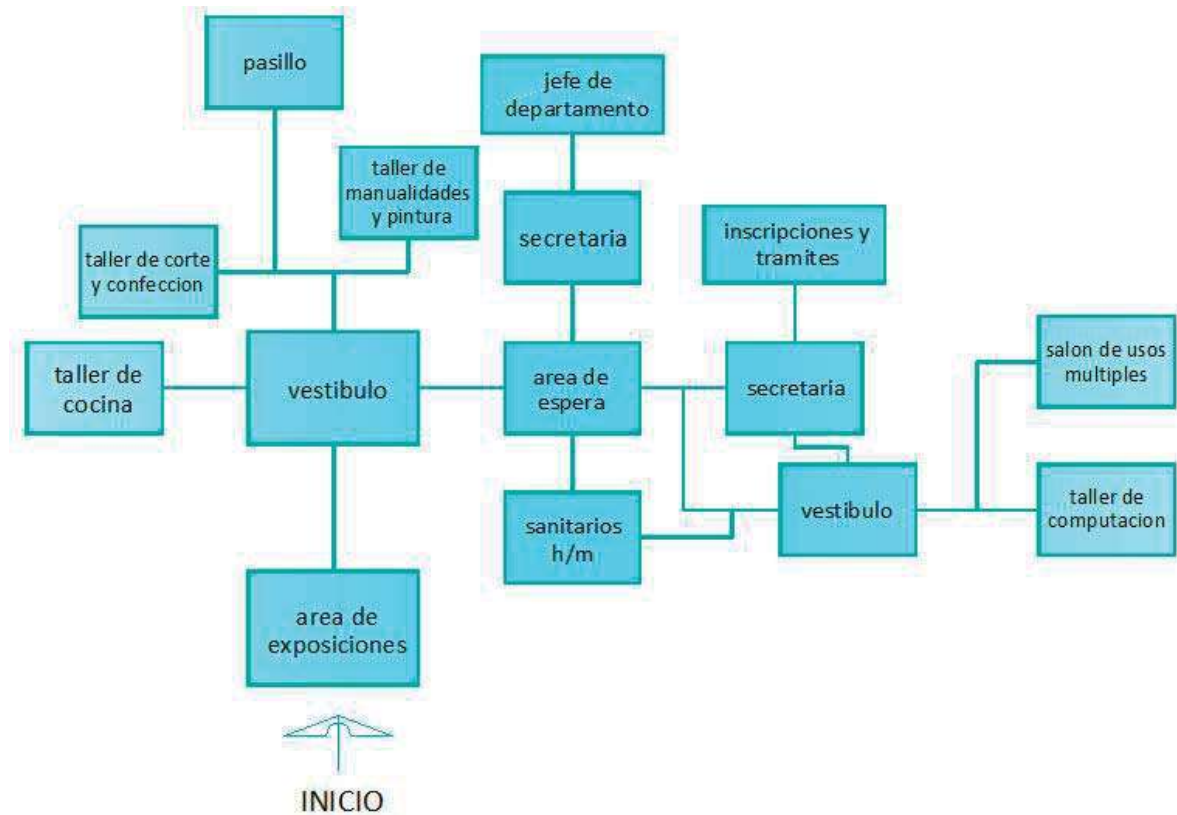 pasillo
jefe de
departamento
taller de
manualidades
y pintura
secretaria
inscripciones y
tramites
taller de corte
y confeccion
taller de
cocina
vestibulo
area de
espera
secretaria
salon de usos
multiples
sanitarios
h/m
vestibulo
taller de
computacion
area de
exposiciones
INICIO